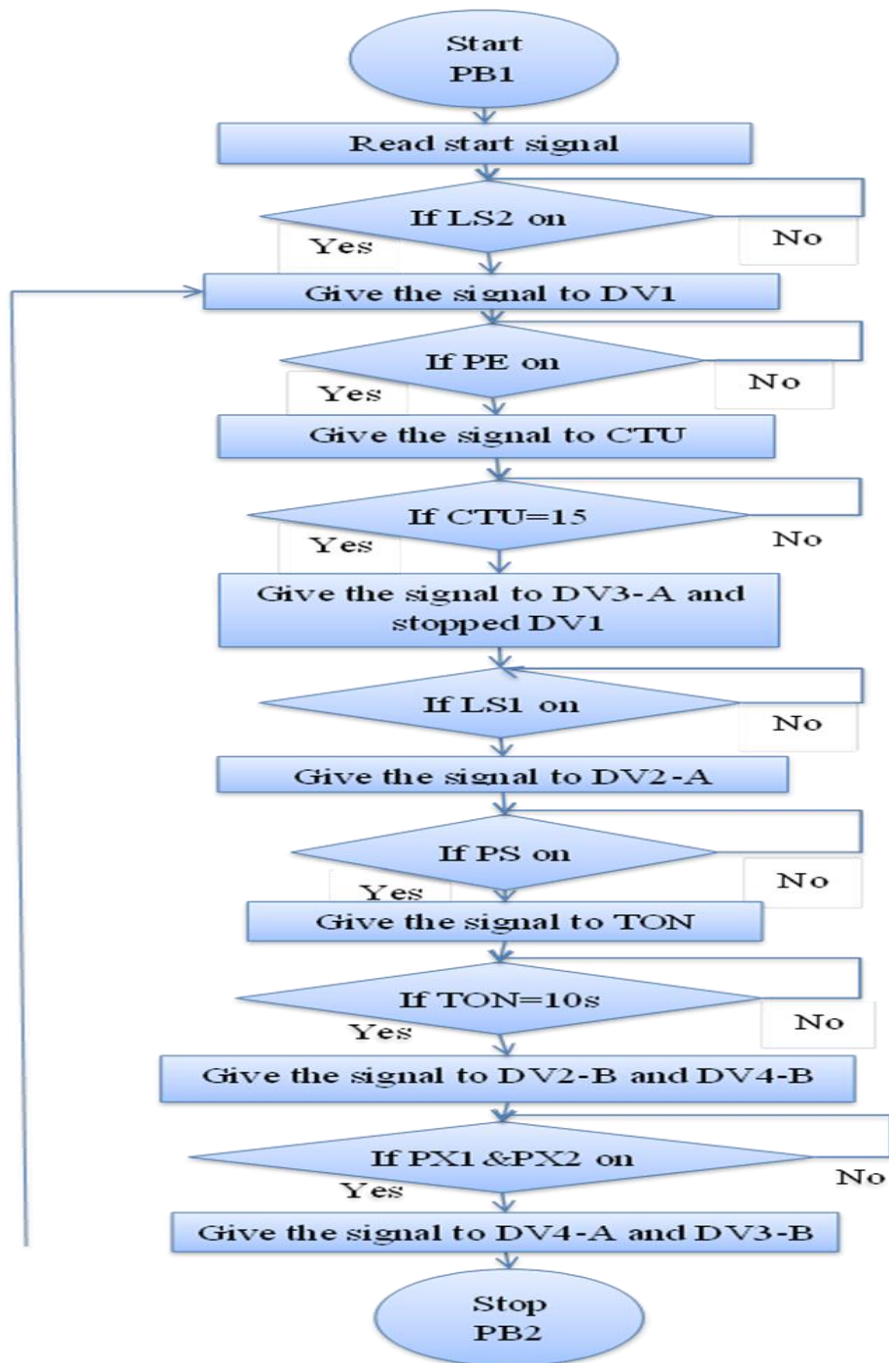 Start
PB1
Read start signal
If LS2 on
Yes
No
Give the signal to DV1
If PE on
Yes
No
Give the signal to CTU
If CTU=15
Yes
No
Give the signal to DV3-A and
stopped DV1
If LS1 on
No
Give the signal to DV2-A
If PS on
Yes
No
Give the signal to TON
If TON=10s
Yes
No
Give the signal to DV2-B and DV4-B
If PX1 &PX2 on
Yes
No
Give the signal to DV4-A and DV3-B
Stop
PB2